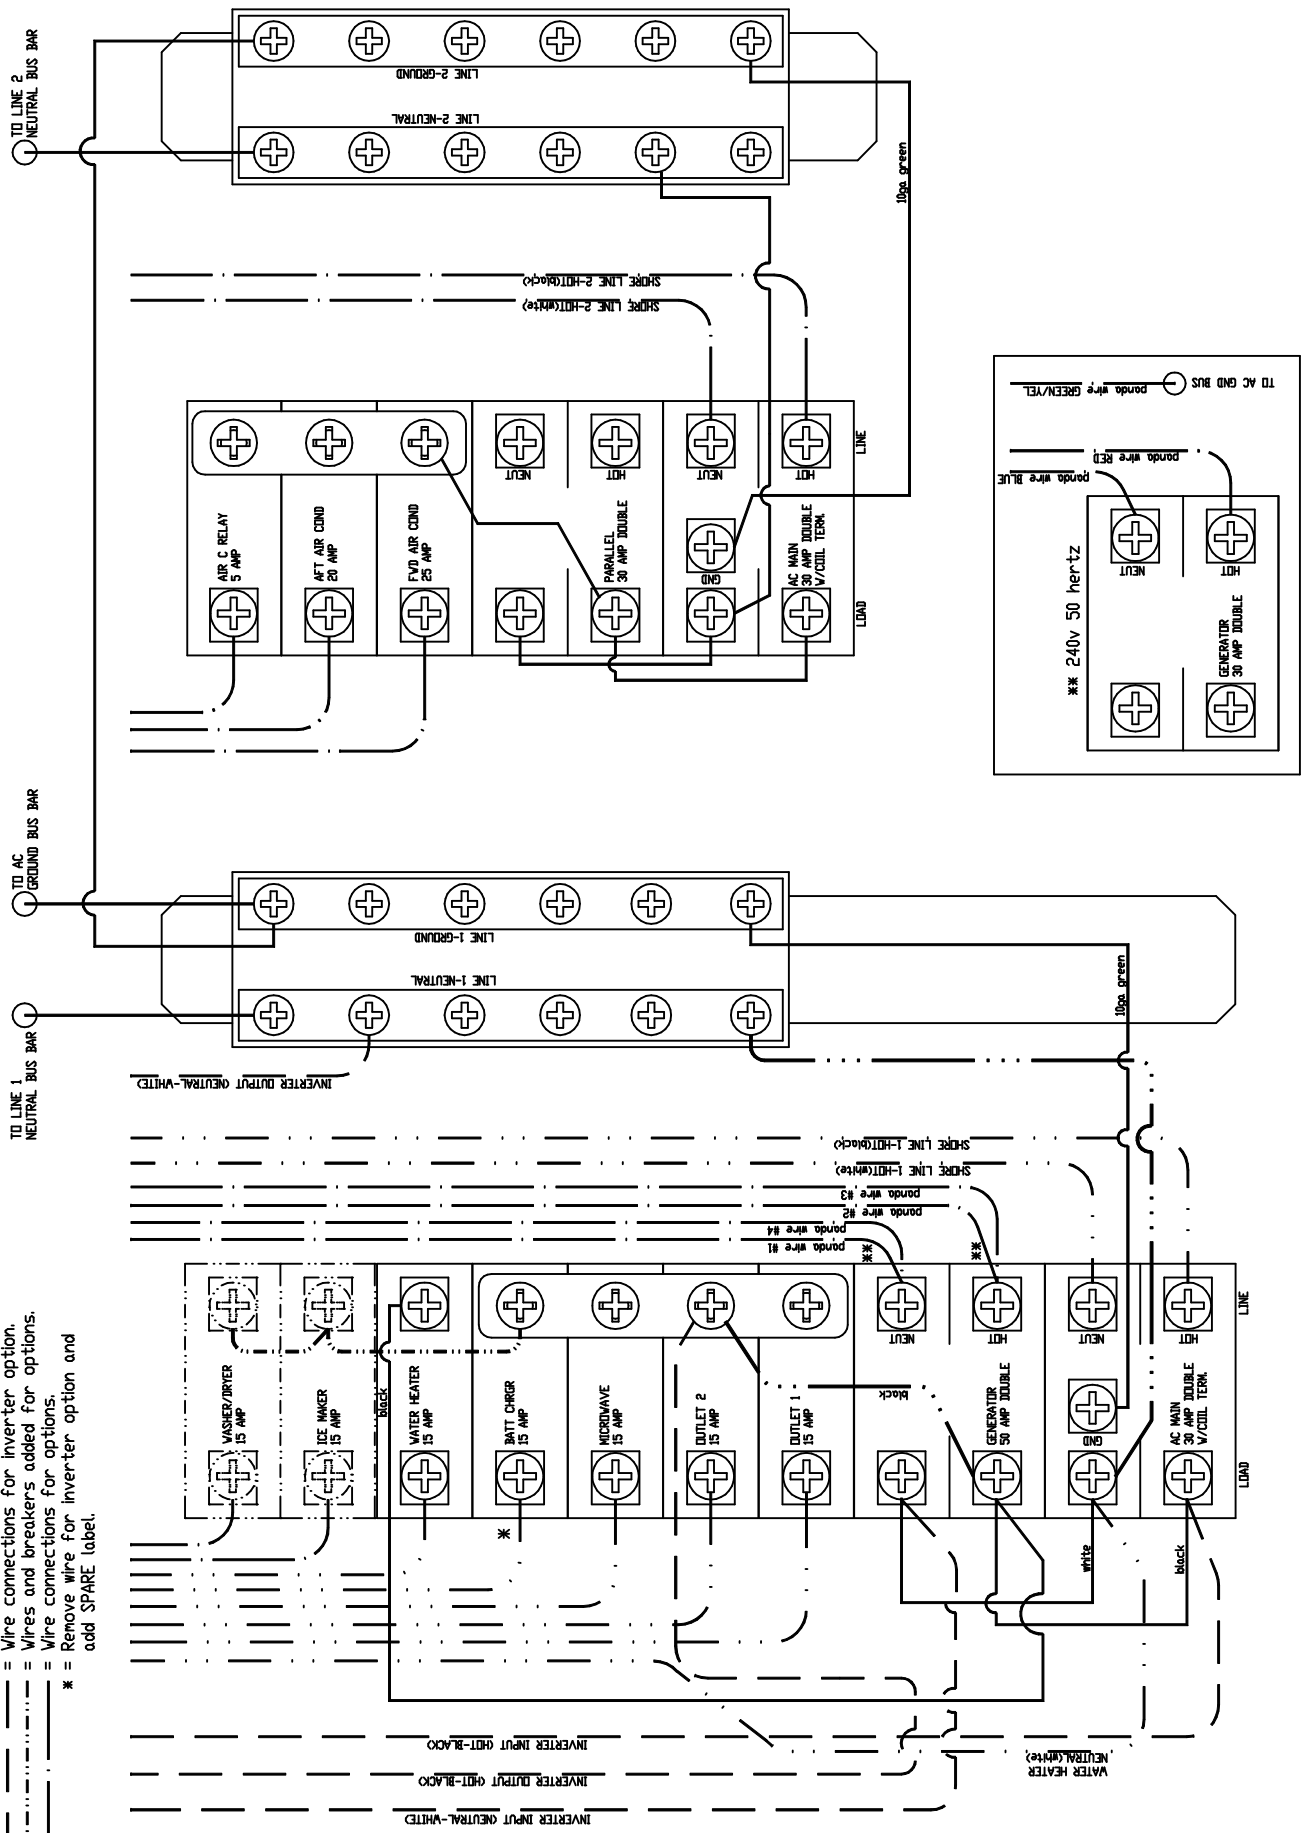 TO LINE 2
NEUTRAL BUS BAR
LINE 2-GROUND
LINE 2-NEUTRAL
10ga green
SHORE LINE 2-HOT(black)
SHORE LINE 2-HOT(white)
AIR C RELAY
5 AMP
AFT AIR COND
20 AMP
FWD AIR COND
25 AMP
NEUT
HOT
PARALLEL
30 AMP DOUBLE
NEUT
GND
HOT
AC MAIN
30 AMP DOUBLE
W/COIL TERM.
LINE
LOAD
TO AC GND BUS
panda wire GREEN/YEL
panda wire RED
panda wire BLUE
** 240v 50 hertz
NEUT
HOT
GENERATOR
30 AMP DOUBLE
TO AC
GROUND BUS BAR
LINE 1-GROUND
LINE 1-NEUTRAL
10ga green
TO LINE 1
NEUTRAL BUS BAR
INVERTER OUTPUT (NEUTRAL-WHITE)
SHORE LINE 1-HOT(black)
SHORE LINE 1-HOT(white)
panda wire #3
panda wire #2
panda wire #4
panda wire #1
**
**
WASHER/DRYER
15 AMP
ICE MAKER
15 AMP
black
WATER HEATER
15 AMP
BATT CHRGR
15 AMP
MICROWAVE
15 AMP
OUTLET 2
15 AMP
OUTLET 1
15 AMP
black
NEUT
HOT
GENERATOR
50 AMP DOUBLE
NEUT
GND
HOT
AC MAIN
30 AMP DOUBLE
W/COIL TERM.
LINE
LOAD
*
white
black
= Wire connections for inverter option.
= Wires and breakers added for options.
= Wire connections for options.
* = Remove wire for inverter option and
add SPARE label.
INVERTER INPUT (HOT-BLACK)
INVERTER OUTPUT (HOT-BLACK)
INVERTER INPUT (NEUTRAL-WHITE)
WATER HEATER
NEUTRAL(white)